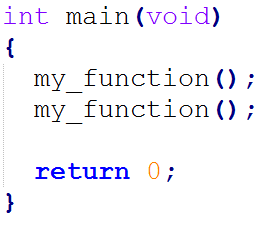 int main(void)
{
  my_function();
  my_function();

  return 0;
}